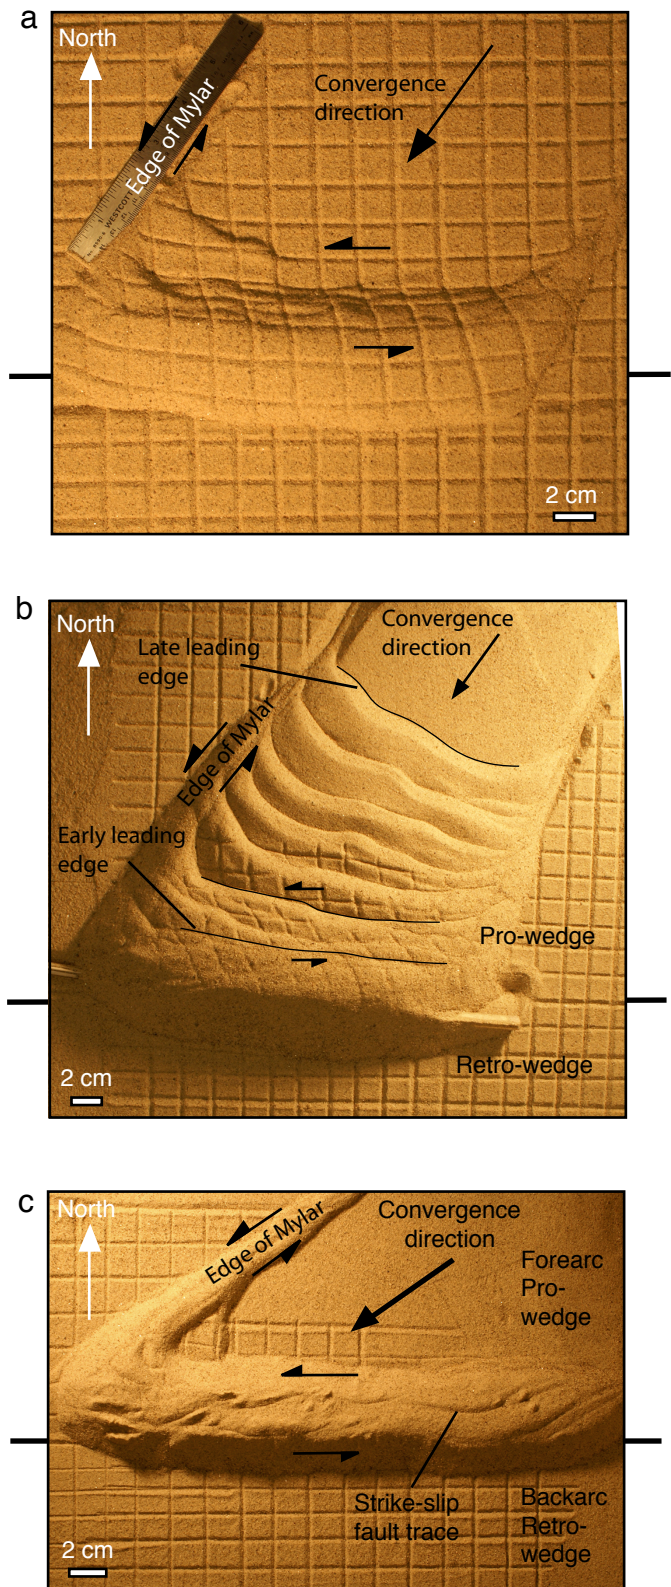 a
North
Edge of Mylar
WESTCOTT
Convergence
direction
2 cm
b
North
Late leading
edge
Convergence
direction
Edge of Mylar
Early leading
edge
Pro-wedge
Retro-wedge
2 cm
c
North
Edge of Mylar
Convergence
direction
Forearc
Pro-
wedge
Strike-slip
fault trace
Backarc
Retro-
wedge
2 cm